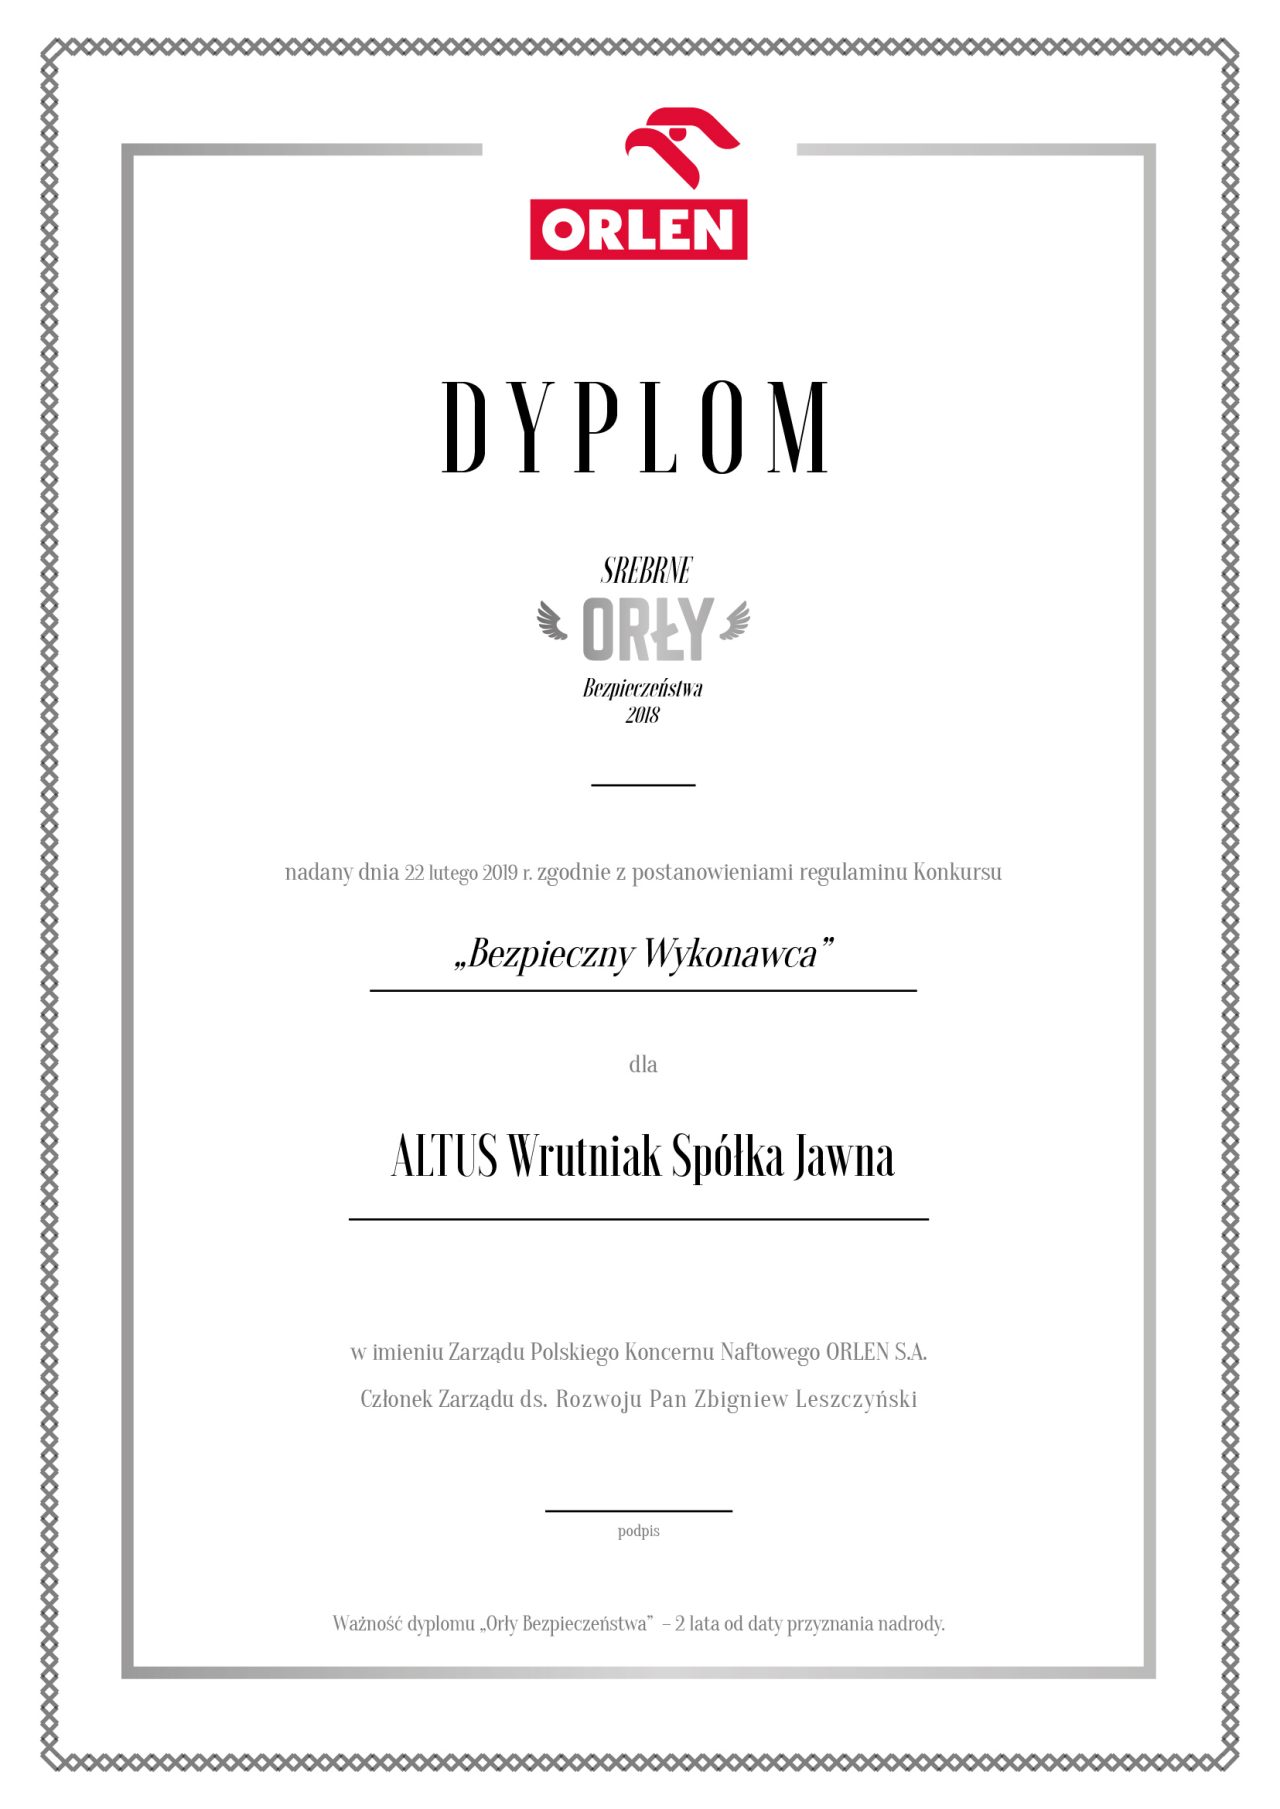 ORLEN
DYPLOM
SREBRNE
ORŁY
Bezpieczeństwa
2018
nadany dnia 22 lutego 2019 r. zgodnie z postanowieniami regulaminu Konkursu
„Bezpieczny Wykonawca”
dla
ALTUS Wrutniak Spółka Jawna
w imieniu Zarządu Polskiego Koncernu Naftowego ORLEN S.A.
Członek Zarządu ds. Rozwoju Pan Zbigniew Leszczyński
podpis
Ważność dyplomu „Orły Bezpieczeństwa” – 2 lata od daty przyznania nadrody.